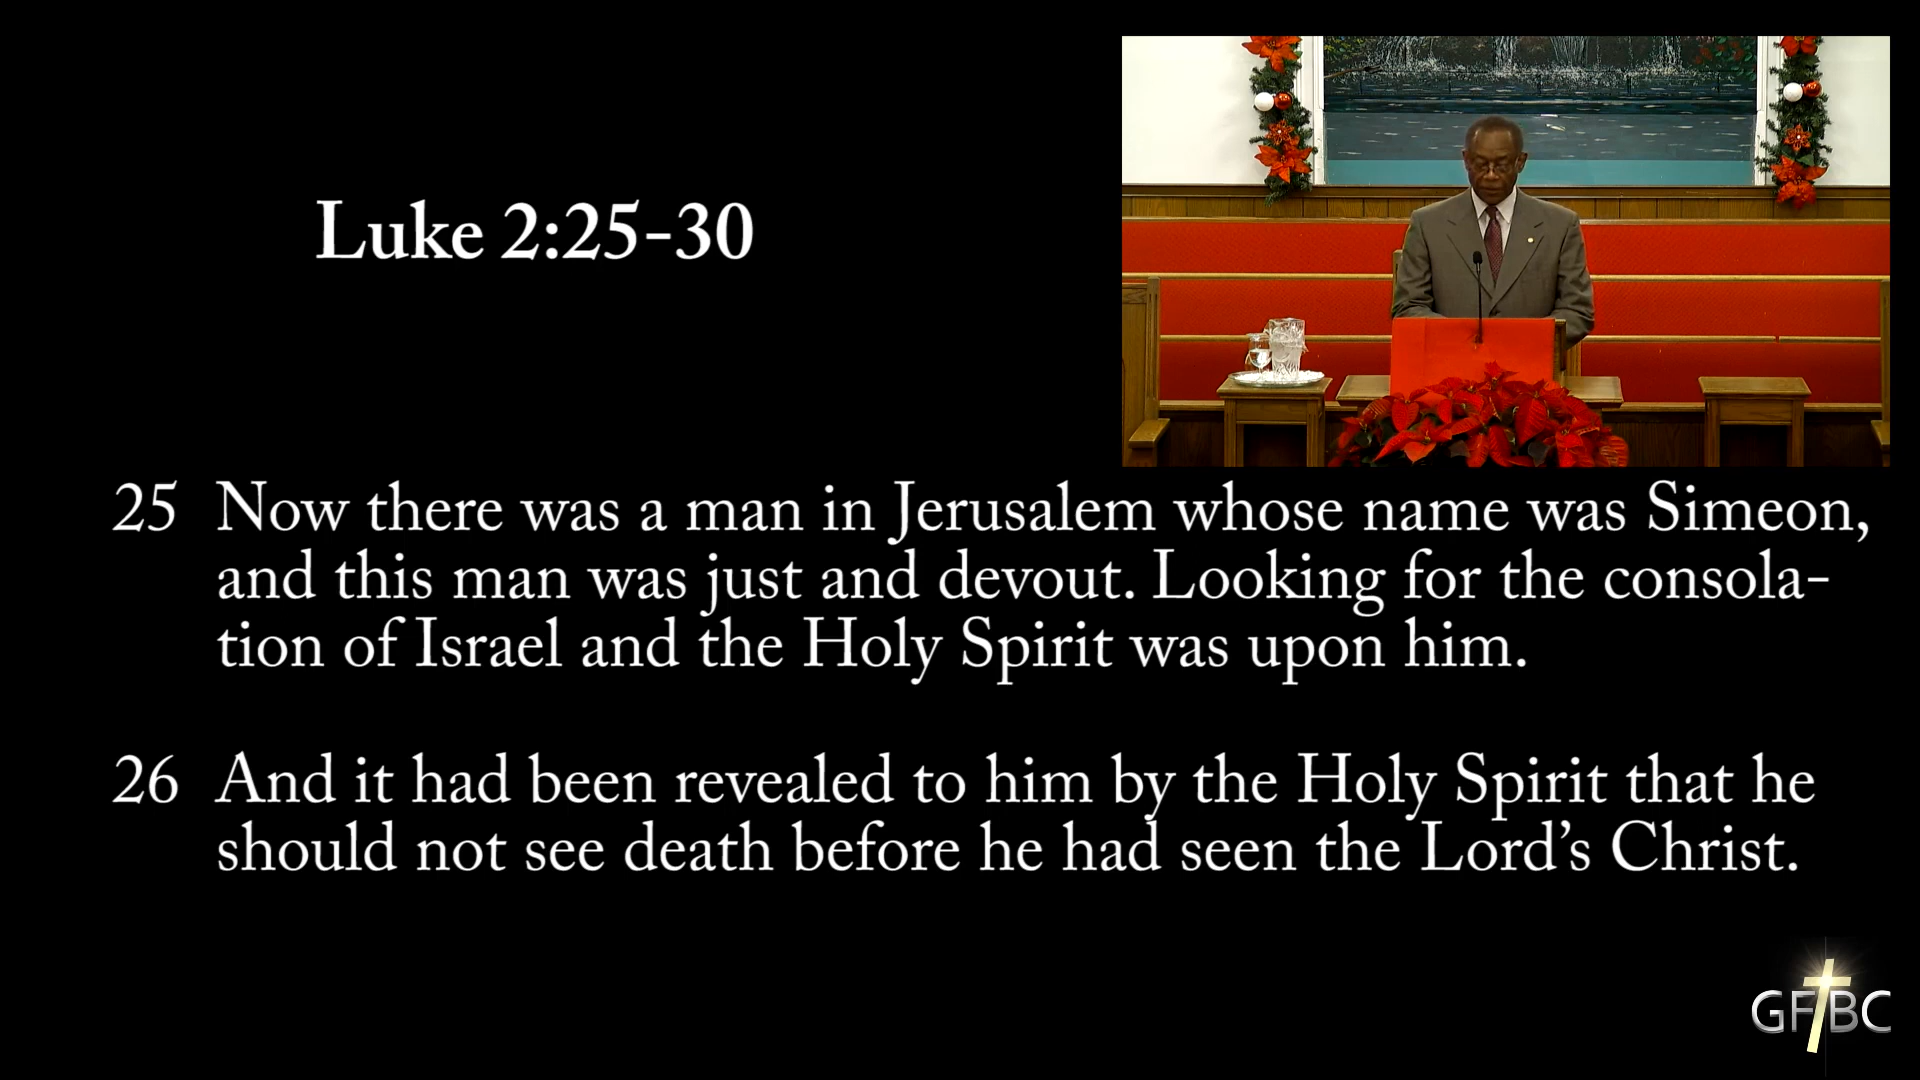 Luke 2:25-30
25 Now there was a man in Jerusalem whose name was Simeon,
and this man was just and devout. Looking for the consola-
tion of Israel and the Holy Spirit was upon him.
26 And it had been revealed to him by the Holy Spirit that he
should not see death before he had seen the Lord’s Christ.
GFBC